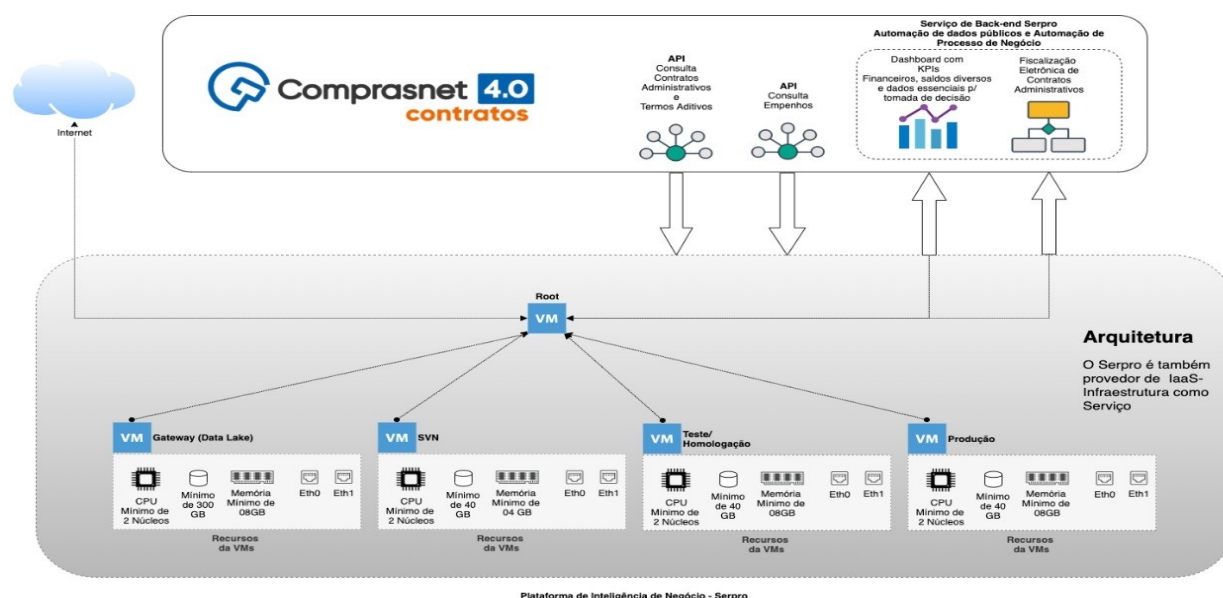 Serviço de Back-end Serpro
Automação de dados públicos e Automação de
Processo de Negócio
Internet
Comprasnet 4.0
contratos
API
Consulta
Contratos
Administrativos
e
Termos Aditivos
API
Consulta
Empenhos
Dashboard com
KPIs
Financeiros, saldos diversos
e dados essenciais p/
tomada de decisão
Fiscalização
Eletrônica de
Contratos
Administrativos
Root
VM
Arquitetura
O Serpro é também
provedor de IaaS-
Infraestrutura como
Serviço
VM
Gateway (Data Lake)
CPU
Mínimo de
2 Núcleos
Mínimo
de 300
GB
Memória
Mínimo de
08GB
Eth0
Eth1
Recursos
da VMs
VM
SVN
CPU
Mínimo de
2 Núcleos
Mínimo
de 40
GB
Memória
Mínimo de
04 GB
Eth0
Eth1
Recursos
da VMs
VM
Teste/
Homologação
CPU
Mínimo de
2 Núcleos
Mínimo
de 40
GB
Memória
Mínimo de
08GB
Eth0
Eth1
Recursos
da VMs
VM
Produção
CPU
Mínimo de
2 Núcleos
Mínimo
de 40
GB
Memória
Mínimo de
08GB
Eth0
Eth1
Recursos
da VMs
Plataforma de Inteligência de Negócio - Serpro